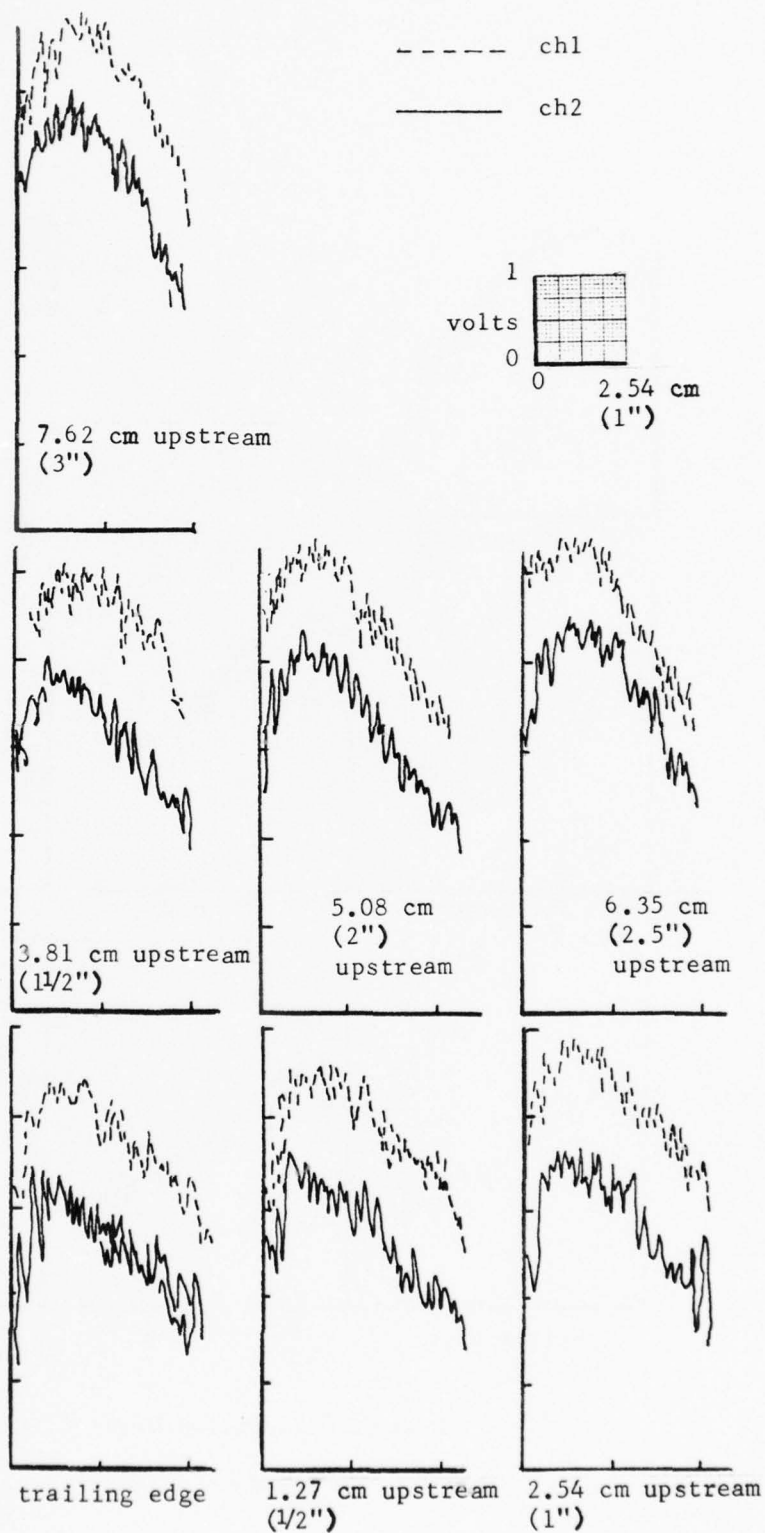 ch1
ch2
1
volts
0
0
2.54 cm
(1")
7.62 cm upstream
(3")
3.81 cm upstream
(1 1/2")
5.08 cm
(2")
upstream
6.35 cm
(2.5")
upstream
trailing edge
1.27 cm upstream
(1/2")
2.54 cm upstream
(1")